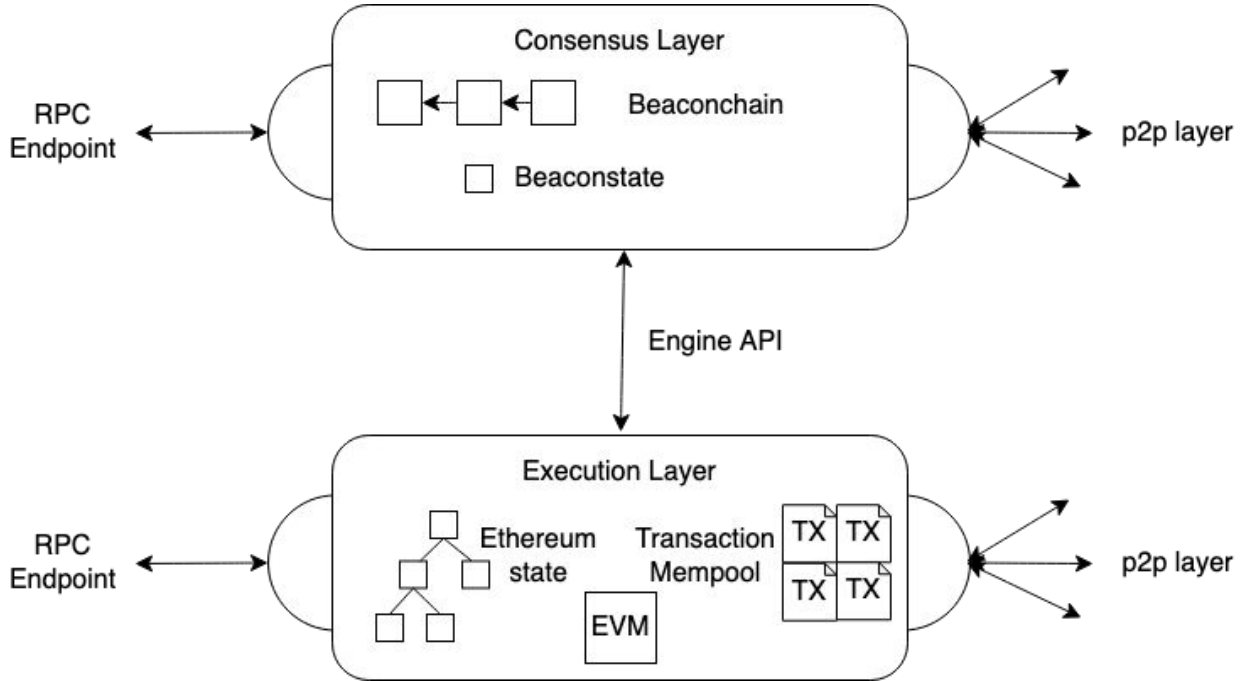 Consensus Layer
RPC
Endpoint
Beaconchain
p2p layer
Beaconstate
Engine API
Execution Layer
RPC
Endpoint
Ethereum
state
Transaction
Mempool
TX TX
TX TX
EVM
p2p layer